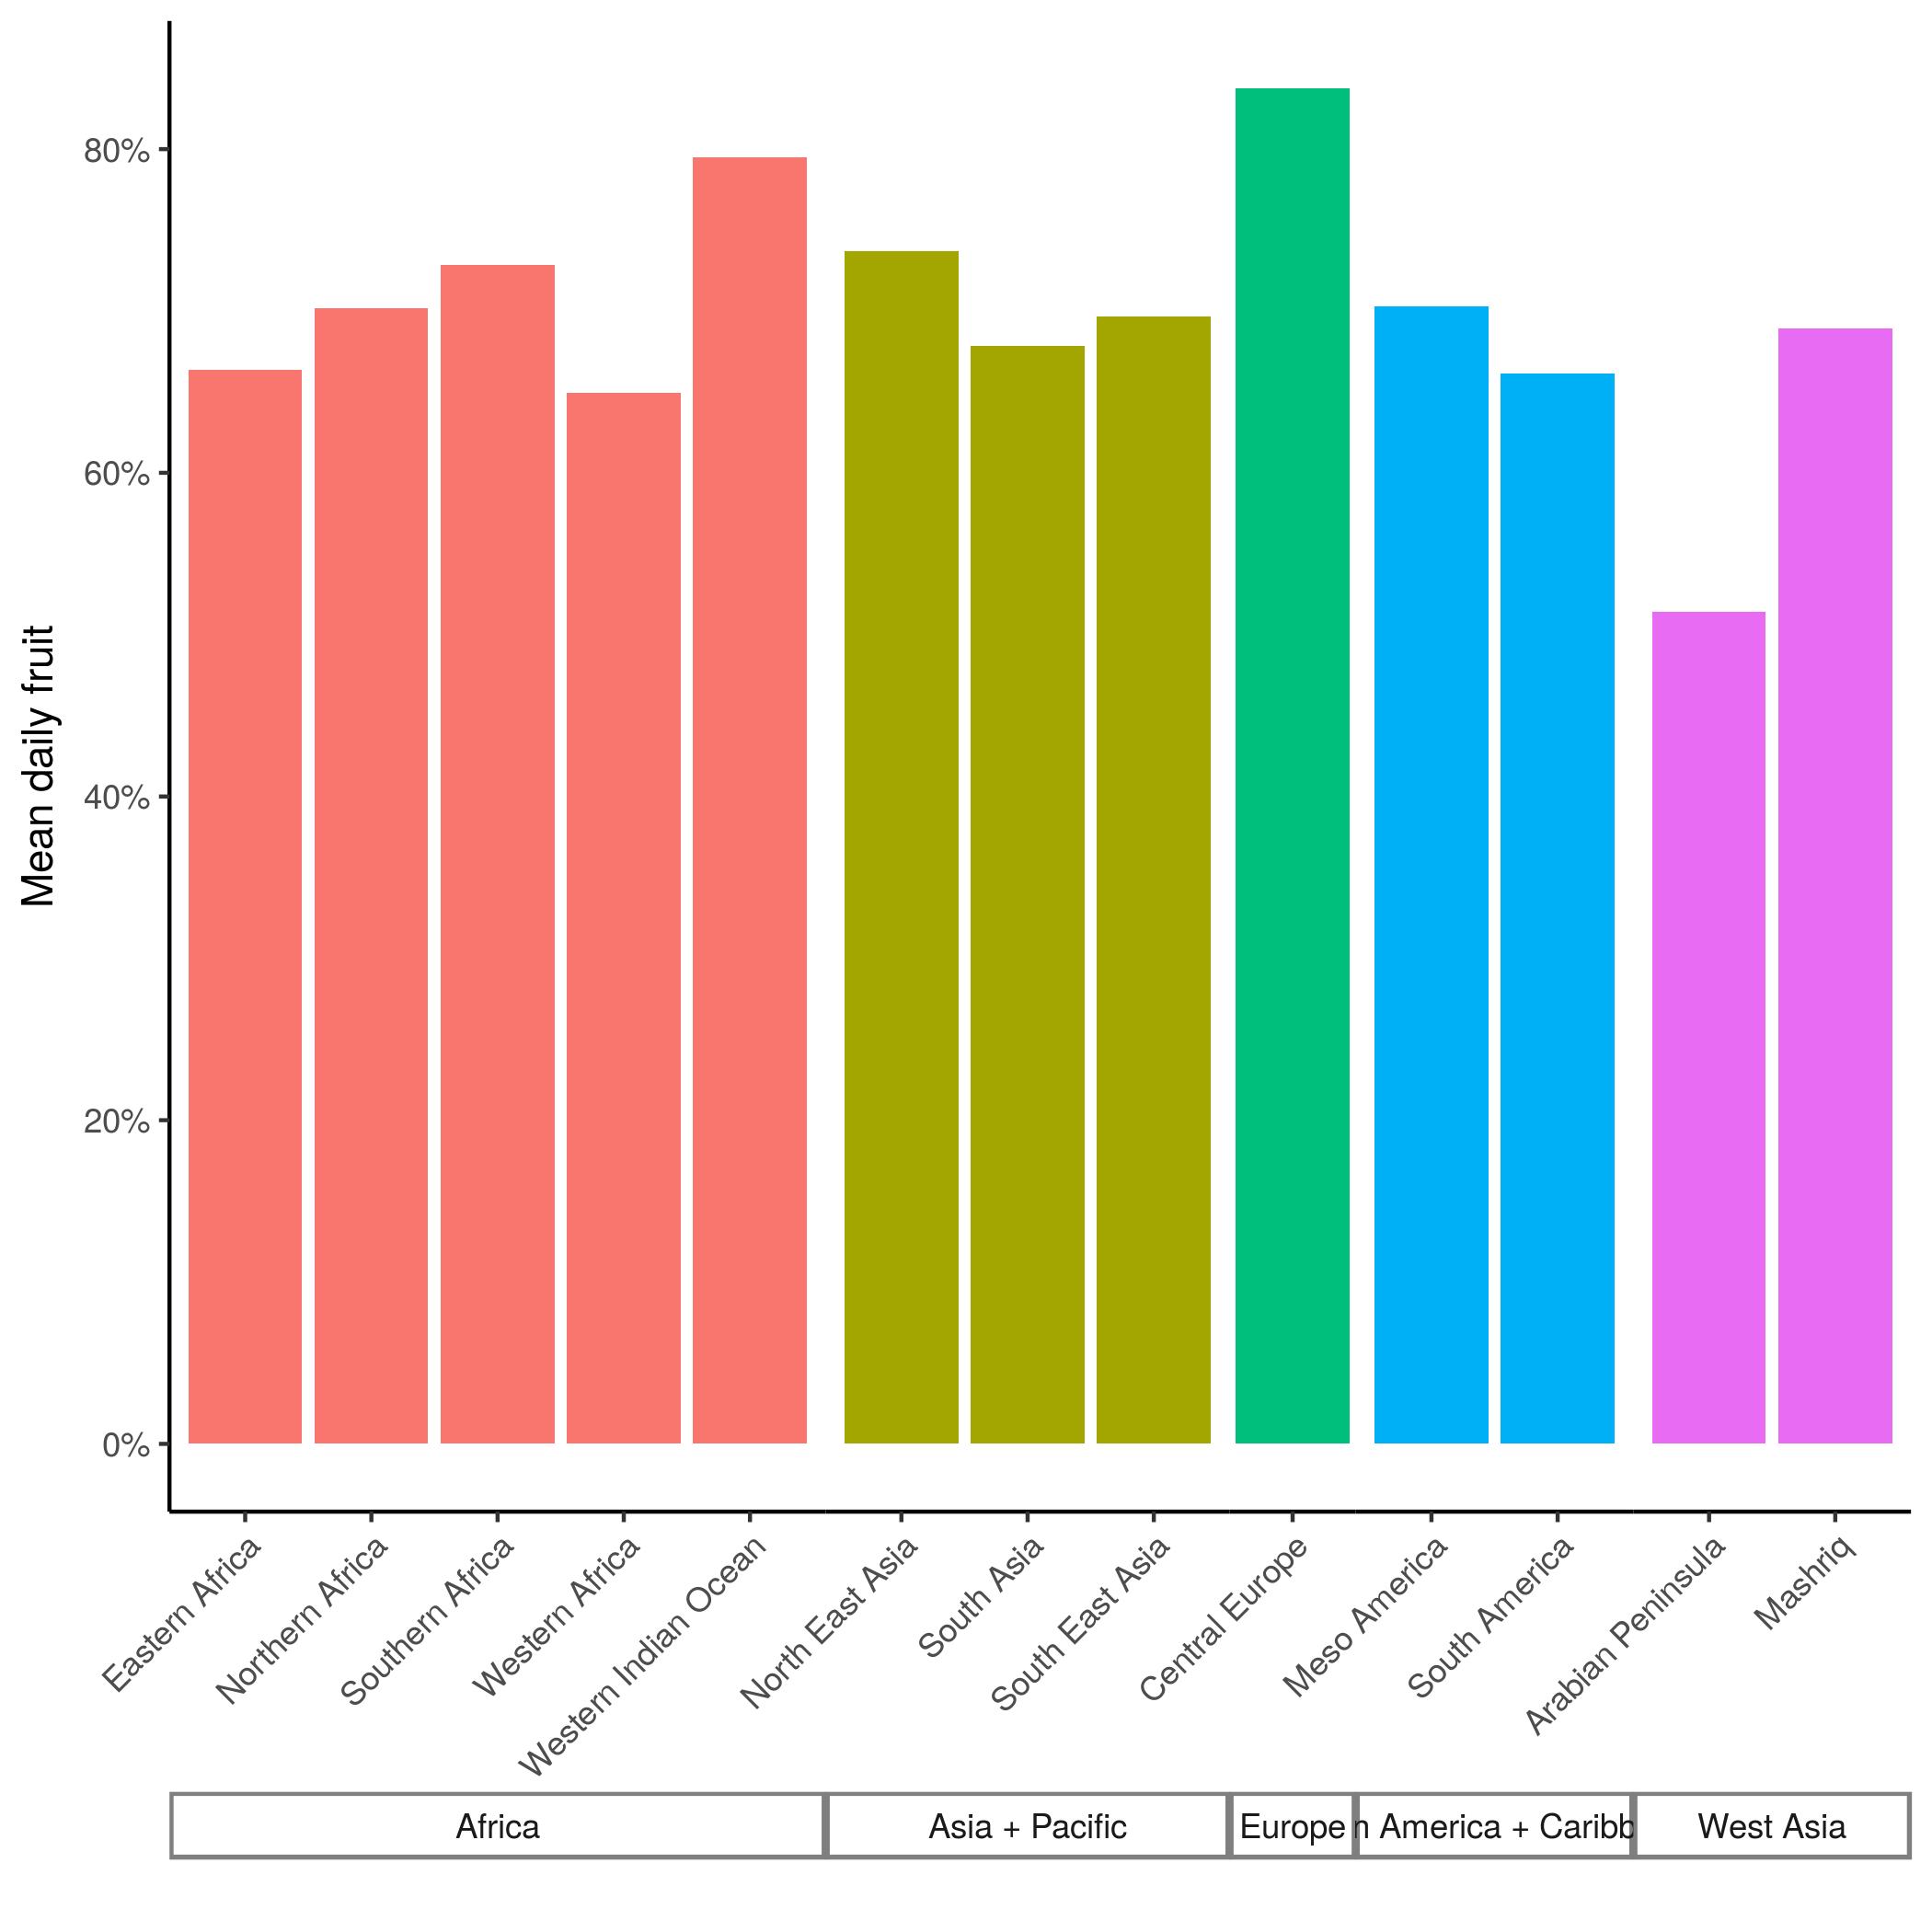 Mean daily fruit
80%
60%
40%
20%
0%
Eastern Africa
Northern Africa
Southern Africa
Western Africa
Western Indian Ocean
North East Asia
South Asia
South East Asia
Central Europe
Meso America
South America
Arabian Peninsula
Mashriq
Africa
Asia + Pacific
Europe
n America + Caribb
West Asia